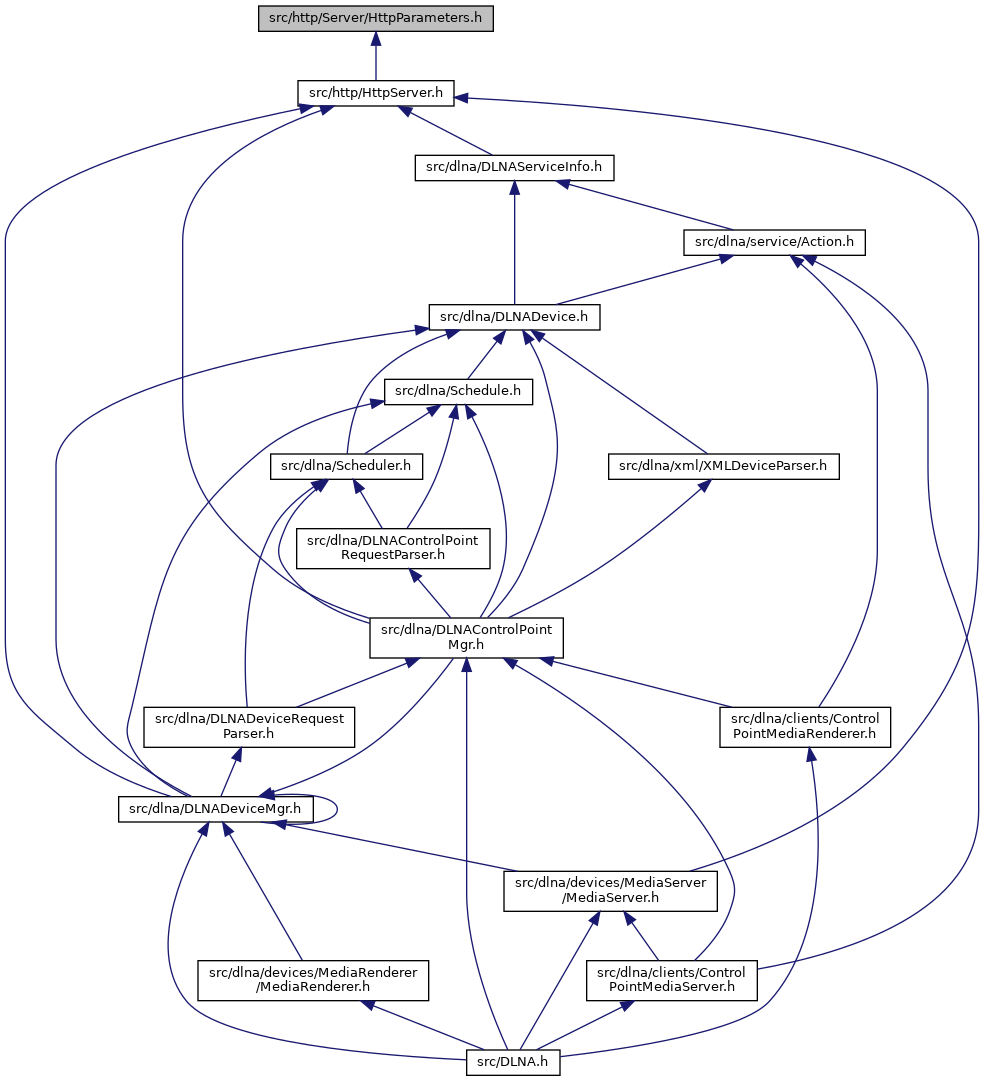 src/http/Server/HttpParameters.h
src/http/HttpServer.h
src/dlna/DLNAServiceInfo.h
src/dlna/service/Action.h
src/dlna/DLNADevice.h
src/dlna/Schedule.h
src/dlna/Scheduler.h
src/dlna/xml/XMLDeviceParser.h
src/dlna/DLNAControlPoint
RequestParser.h
src/dlna/DLNAControlPoint
Mgr.h
src/dlna/DLNADeviceRequest
Parser.h
src/dlna/clients/Control
PointMediaRenderer.h
src/dlna/DLNADeviceMgr.h
src/dlna/devices/MediaServer
/MediaServer.h
src/dlna/devices/MediaRenderer
/MediaRenderer.h
src/dlna/clients/Control
PointMediaServer.h
src/DLNA.h